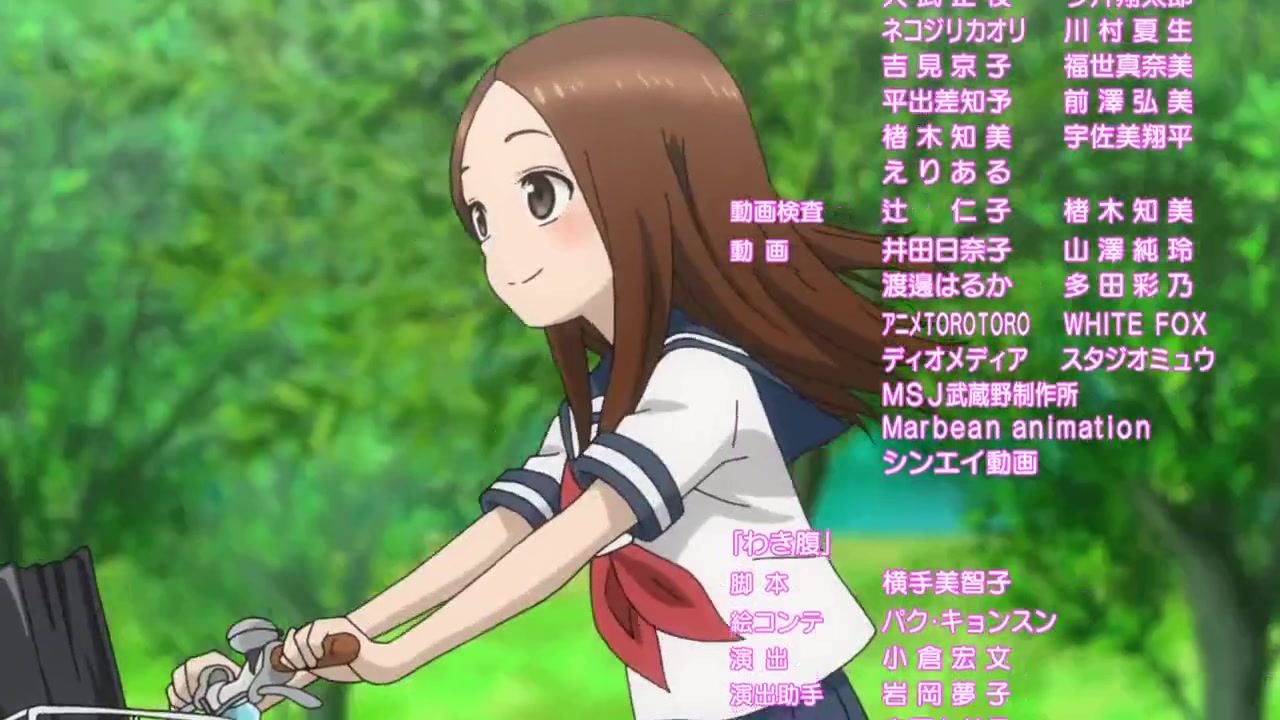 ネコジリカオリ 川村夏生
吉見京子 福世真奈美
平出差知予 前澤弘美
楮木知美 宇佐美翔平
えりある
動画検査 辻 仁子 楮木知美
動画 井田日奈子 山澤純玲
渡邉はるか 多田彩乃
アニメTOROTORO WHITE FOX
ディオメディア スタジオミュウ
MSJ武蔵野制作所
Marbean animation
シンエイ動画
「わき腹」
脚本 横手美智子
絵コンテ パク・キョンスン
演出 小倉宏文
演出助手 岩岡夢子